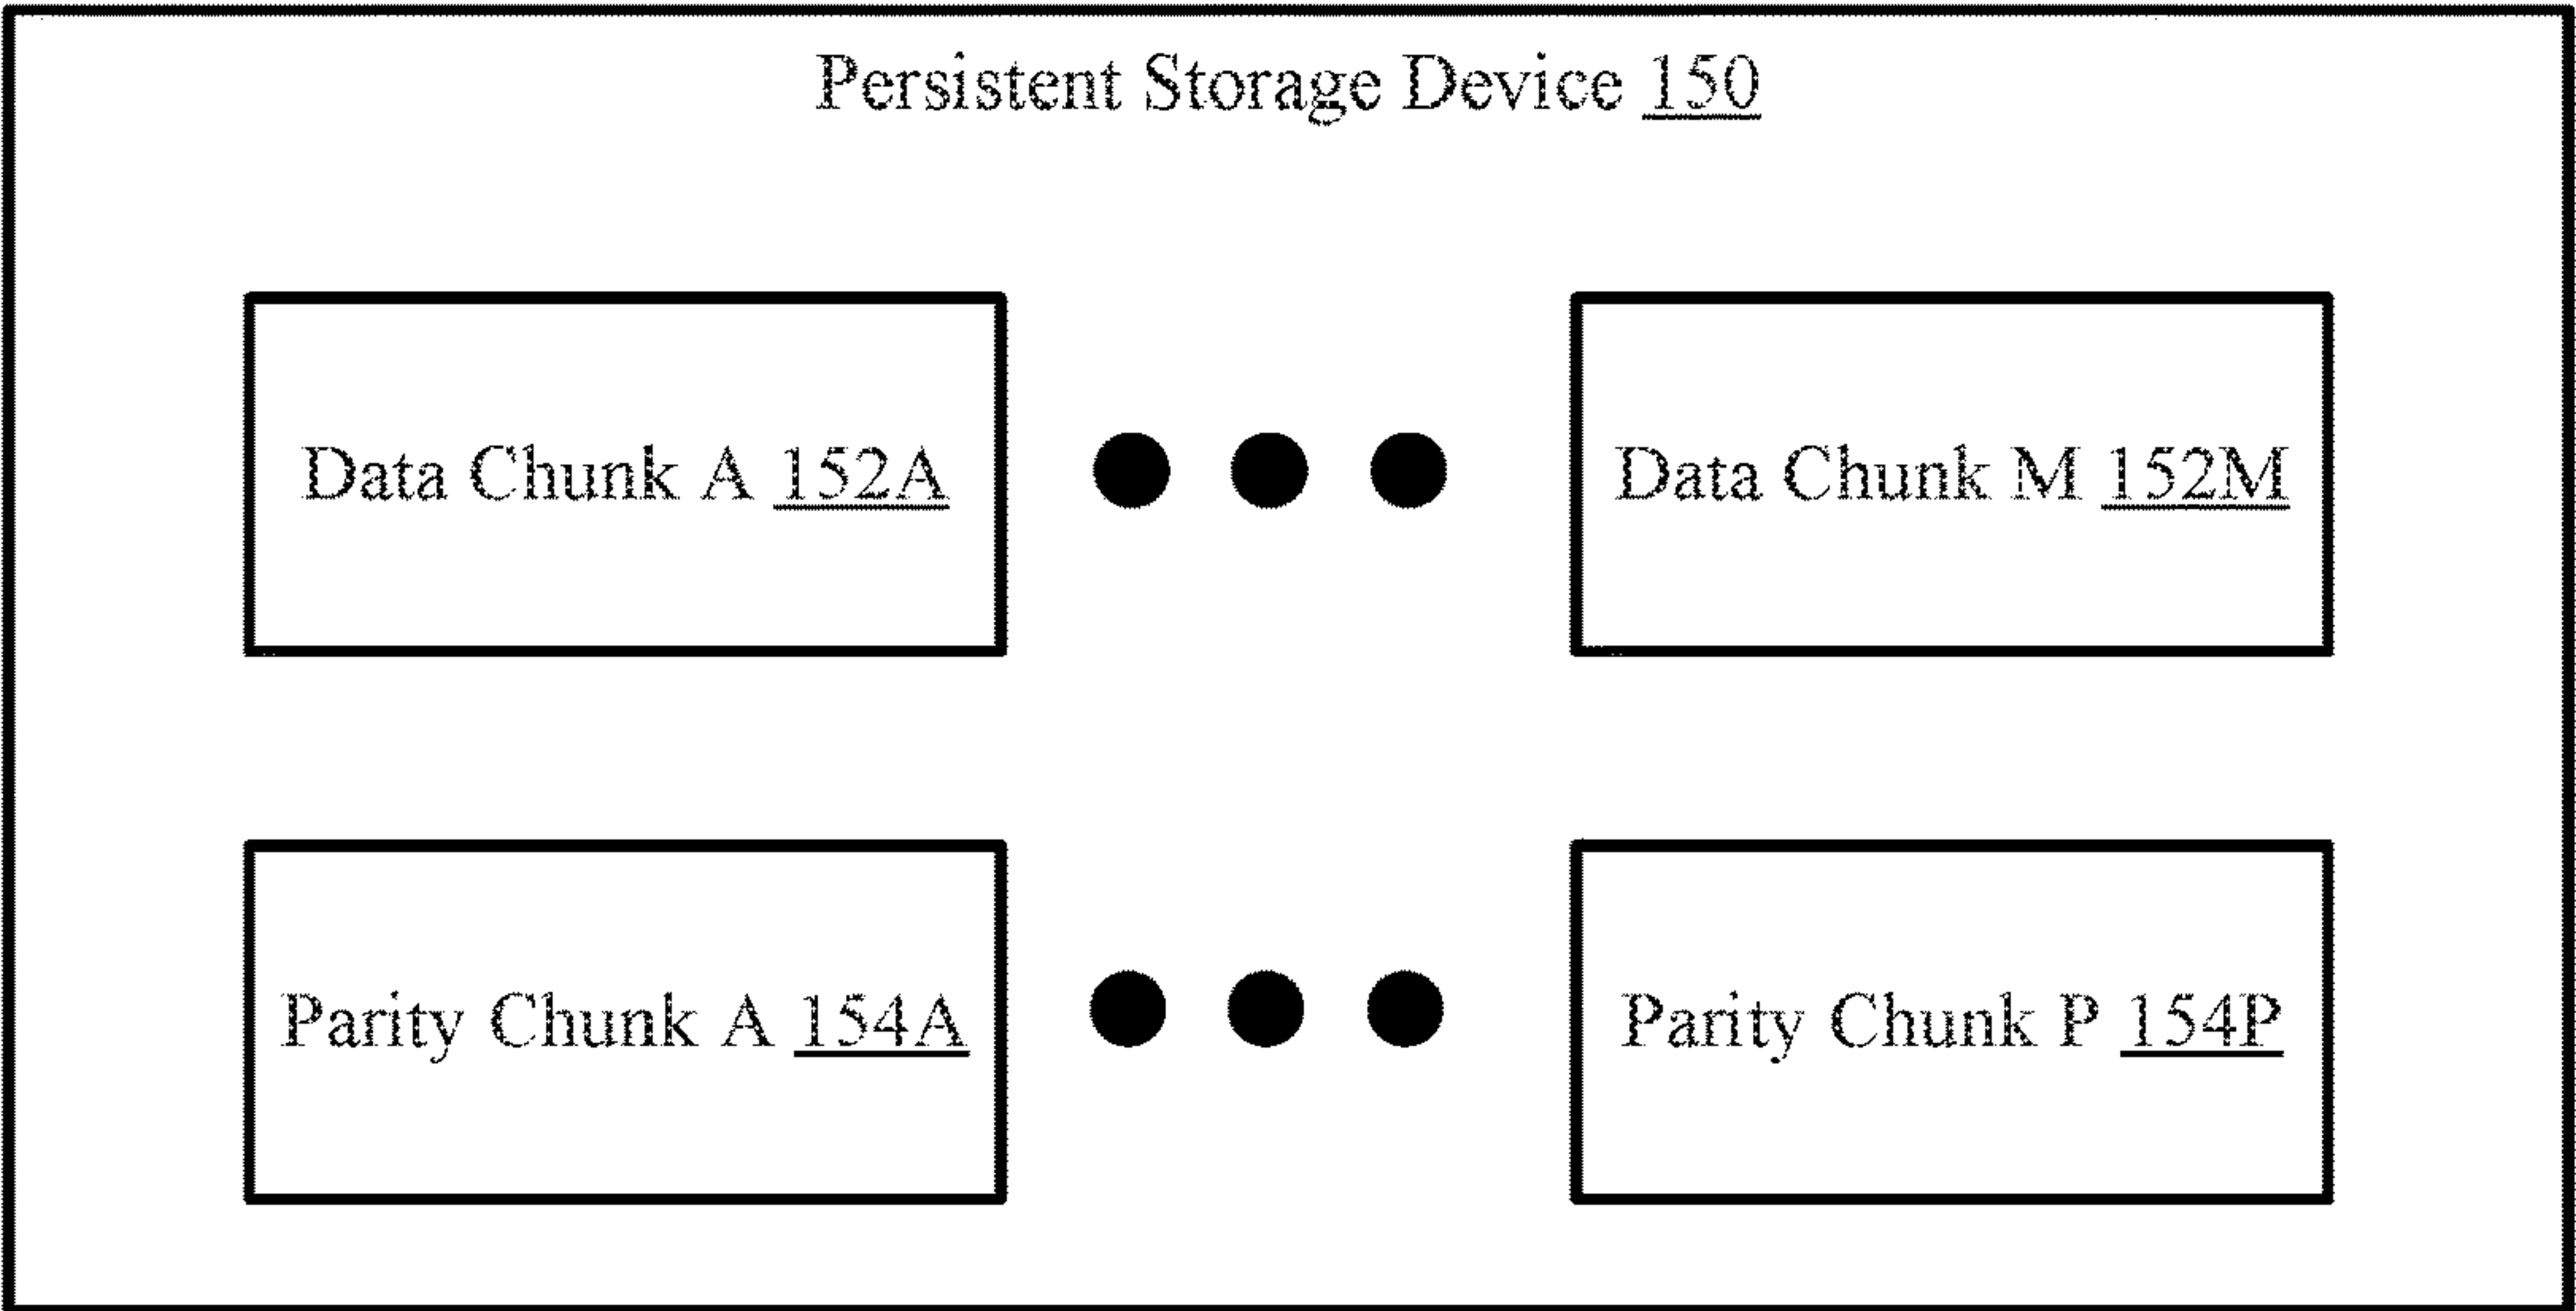 Persistent Storage Device 150
Data Chunk A 152A
Data Chunk M 152M
Parity Chunk A 154A
Parity Chunk P 154P